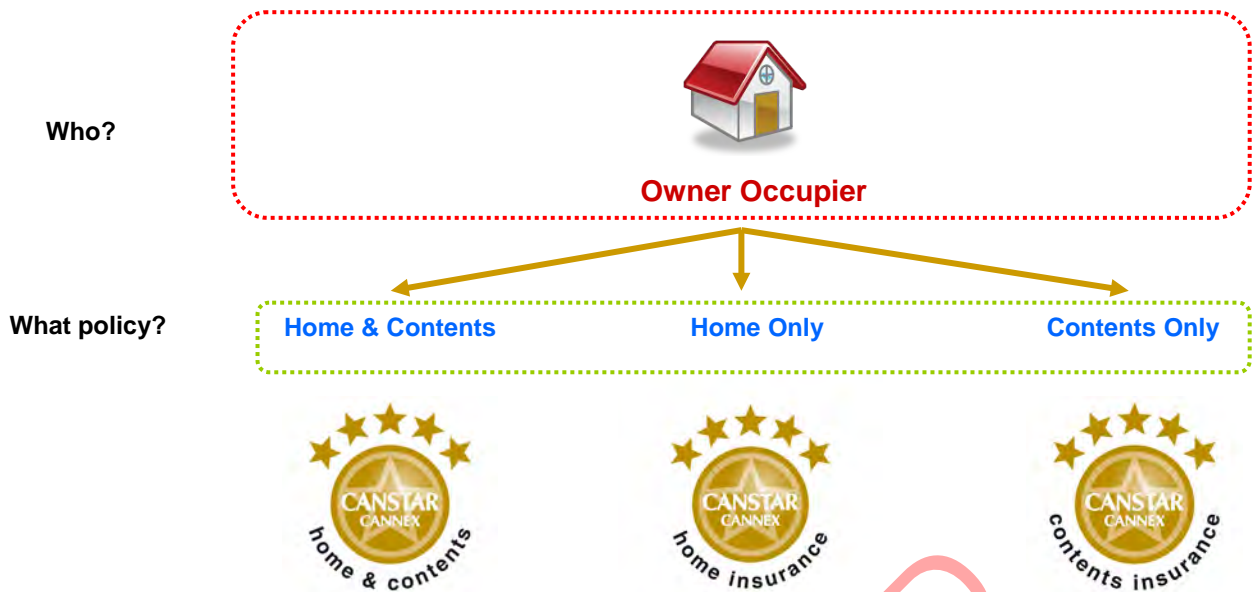 Who?
Owner Occupier
What policy?
Home & Contents
Home Only
Contents Only
CANSTAR
CANNEX
home & contents
CANSTAR
CANNEX
home insurance
CANSTAR
CANNEX
contents insurance